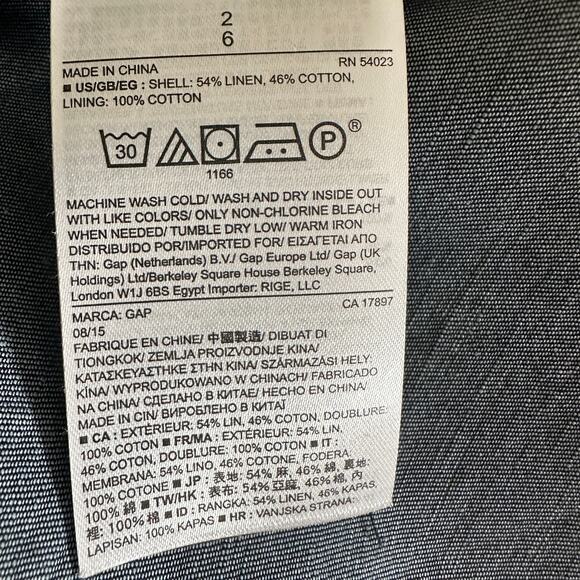 2
6
MADE IN CHINA RN 54023
■ US/GB/EG : SHELL: 54% LINEN, 46% COTTON,
LINING: 100% COTTON
30 P ®
1166
MACHINE WASH COLD/ WASH AND DRY INSIDE OUT
WITH LIKE COLORS/ ONLY NON-CHLORINE BLEACH
WHEN NEEDED/ TUMBLE DRY LOW/ WARM IRON
DISTRIBUIDO POR/IMPORTED FOR/ ΕΙΣΑΓΕΤΑΙ ΑΠΟ
ΤΗΝ: Gap (Netherlands) B.V./ Gap Europe Ltd/ Gap (UK
Holdings) Ltd/Berkeley Square House Berkeley Square,
London W1J 6BS Egypt Importer: RIGE, LLC
MARCA: GAP CA 17897
08/15
FABRIQUE EN CHINE/ 中國製造/ DIBUAT DI
TIONGKOK/ ZEMLJA PROIZVODNJE KINA/
ΚΑΤΑΣΚΕΥΑΣΤΗΚΕ ΣΤΗΝ ΚΙΝΑ/ SZÁRMAZÁSI HELY:
KÍNA/ WYPRODUKOWANO W CHINACH/ FABRICADO
NA CHINA/ СДЕЛАНО В КИТАЕ/ HECHO EN CHINA/
MADE IN CIN/ ВИРОБЛЕНО В КИТАЇ
■ CA : EXTÉRIEUR: 54% LIN, 46% COTON, DOUBLURE:
100% COTON ■ FR/MA : EXTÉRIEUR: 54% LIN,
46% COTON, DOUBLURE: 100% COTON ■ IT :
MEMBRANA: 54% LINO, 46% COTONE, FODERA:
100% COTONE ■ JP : 表地: 54% 麻, 46% 綿, 裏地:
100% 綿 ■ TW/HK : 表布: 54% 亞麻, 46% 棉, 內
裡: 100% 棉 ■ ID : RANGKA: 54% LINEN, 46% KAPAS,
LAPISAN: 100% KAPAS ■ HR : VANJSKA STRANA: